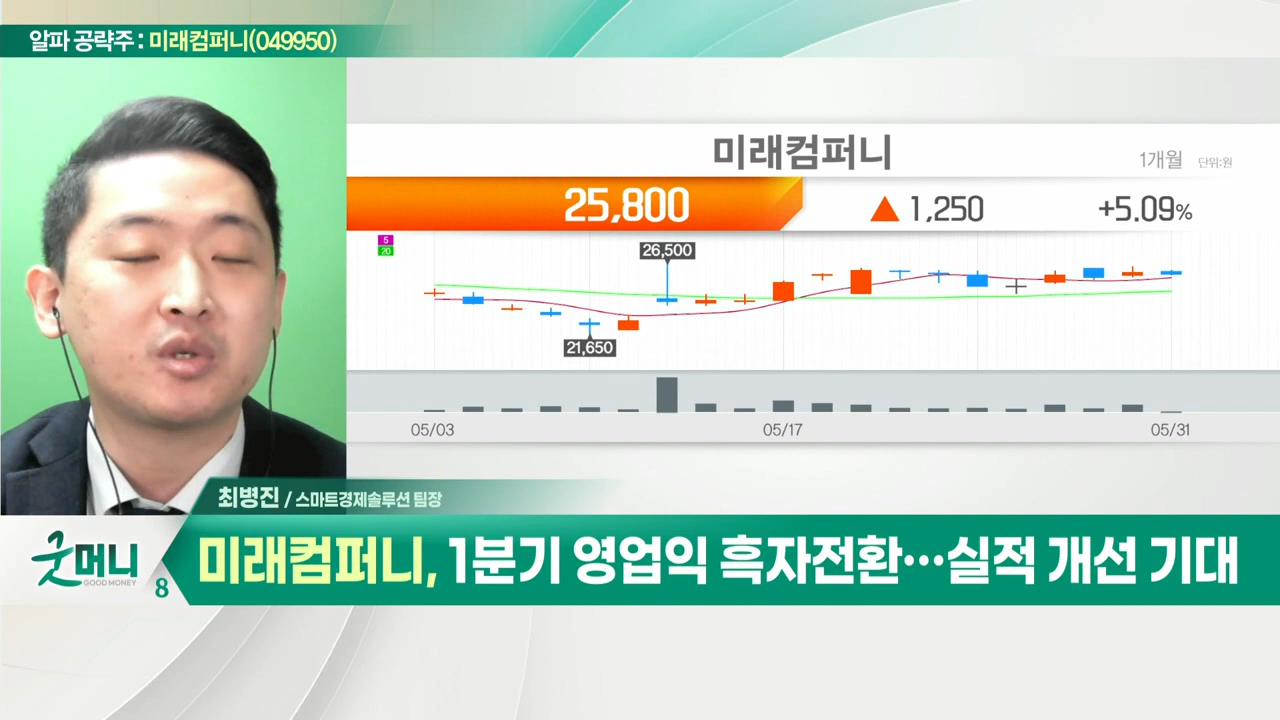 알파 공략주 : 미래컴퍼니(049950)
미래컴퍼니
1개월 단위:원
25,800 ▲ 1,250 +5.09%
5
20
26,500
21,650
05/03 05/17 05/31
최병진 / 스마트경제솔루션 팀장
굿머니
GOOD MONEY
8
미래컴퍼니, 1분기 영업익 흑자전환…실적 개선 기대